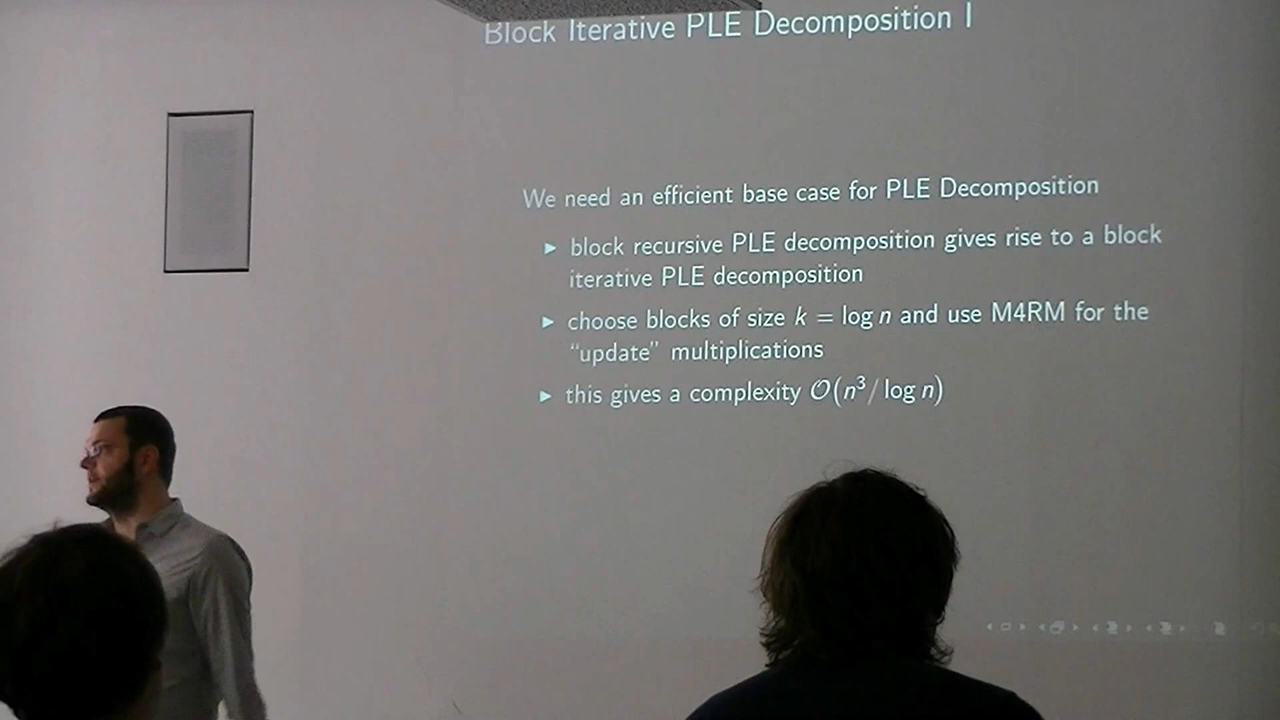 Block Iterative PLE Decomposition I
We need an efficient base case for PLE Decomposition
► block recursive PLE decomposition gives rise to a block
iterative PLE decomposition
► choose blocks of size k = log n and use M4RM for the
“update” multiplications
► this gives a complexity 𝒪(n³/ log n)